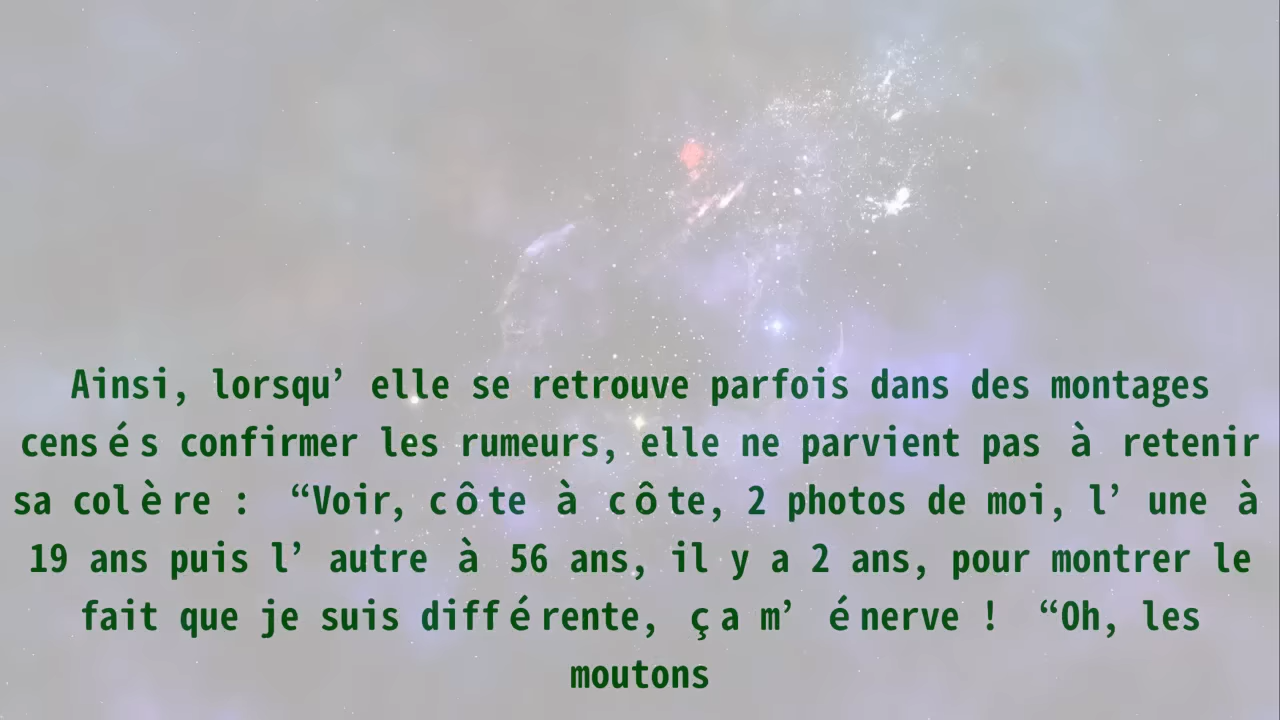 Ainsi, lorsqu’ elle se retrouve parfois dans des montages
censés confirmer les rumeurs, elle ne parvient pas à retenir
sa colère : “Voir, côte à côte, 2 photos de moi, l’ une à
19 ans puis l’ autre à 56 ans, il y a 2 ans, pour montrer le
fait que je suis différente, ça m’ énerve ! “Oh, les
moutons